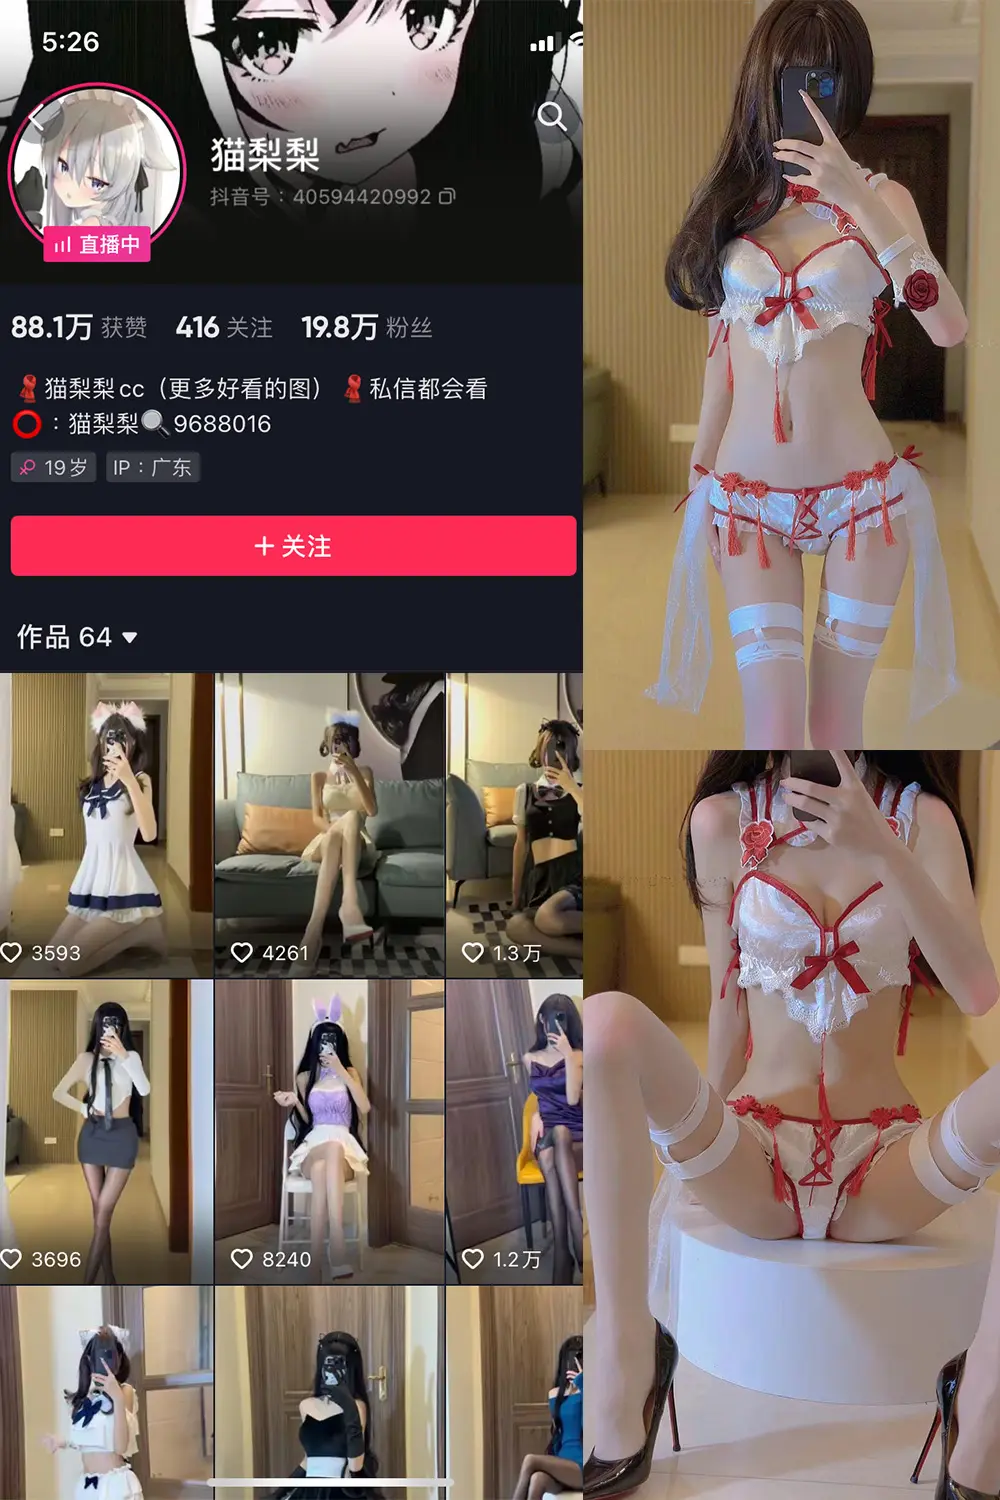 5:26
猫梨梨
抖音号：40594420992
直播中
88.1万 获赞 416 关注 19.8万 粉丝
猫梨梨cc（更多好看的图） 私信都会看
：猫梨梨 9688016
19岁 IP：广东
+ 关注
作品 64
3593 4261 1.3万
3696 8240 1.2万